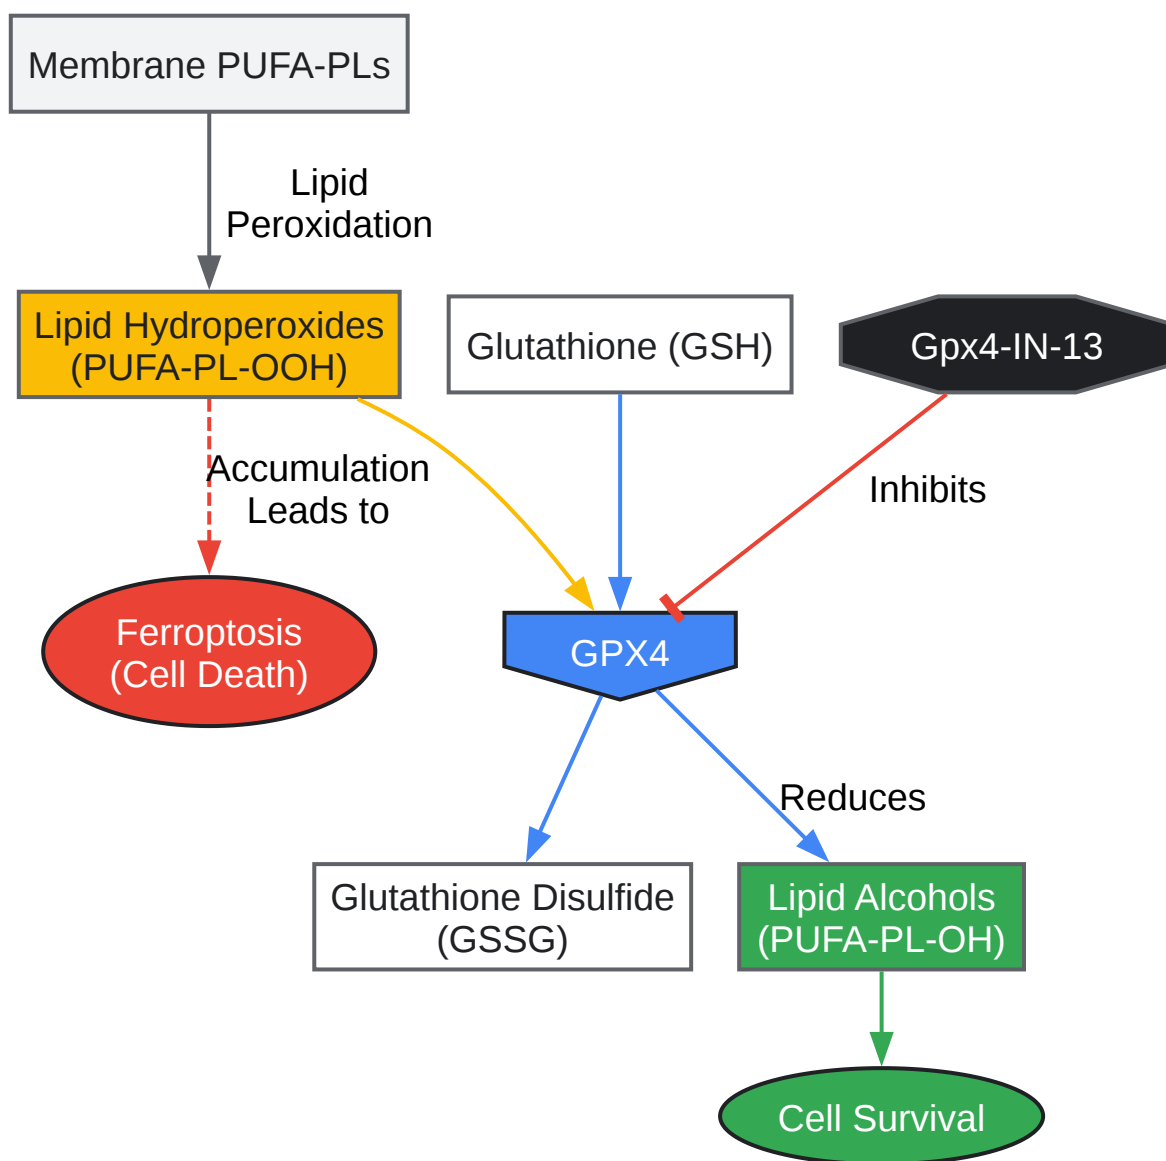 Membrane PUFA-PLs
Lipid
Peroxidation
Lipid Hydroperoxides
(PUFA-PL-OOH)
Glutathione (GSH)
Gpx4-IN-13
Accumulation
Leads to
Inhibits
Ferroptosis
(Cell Death)
GPX4
Reduces
Glutathione Disulfide
(GSSG)
Lipid Alcohols
(PUFA-PL-OH)
Cell Survival